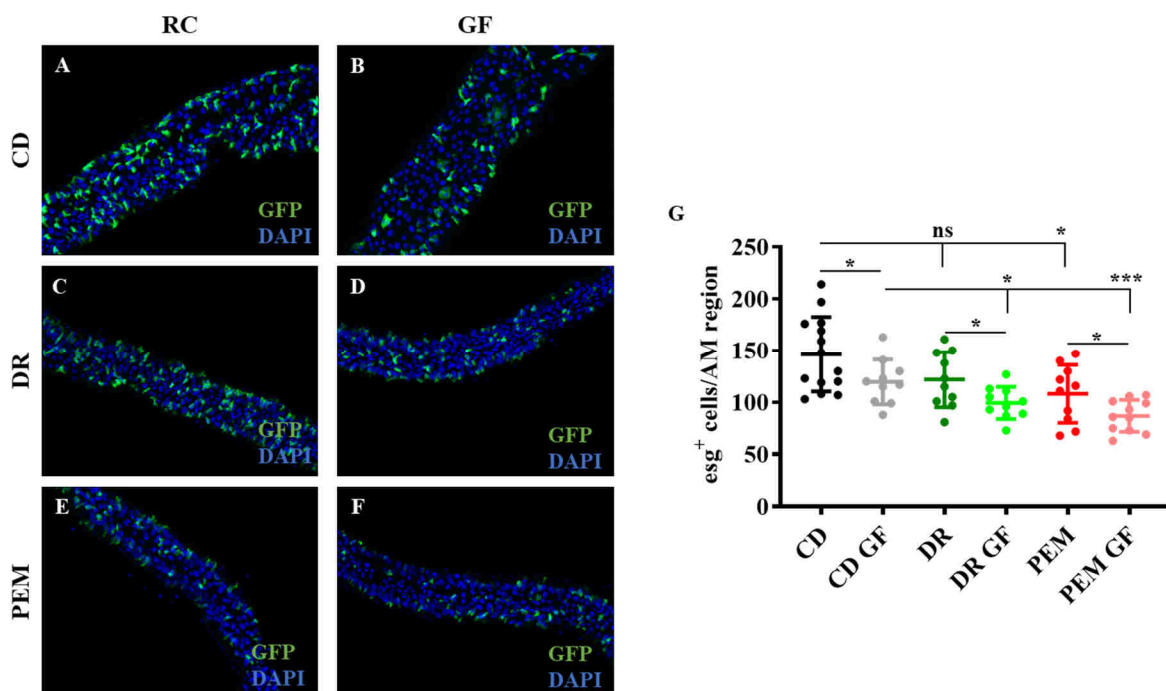 RC
GF
CD
A
GFP
DAPI
B
GFP
DAPI
DR
C
GFP
DAPI
D
GFP
DAPI
PEM
E
GFP
DAPI
F
GFP
DAPI
G
ns
*
*
*
***
*
*
esg+ cells/AM region
250
200
150
100
50
0
CD
CD GF
DR
DR GF
PEM
PEM GF